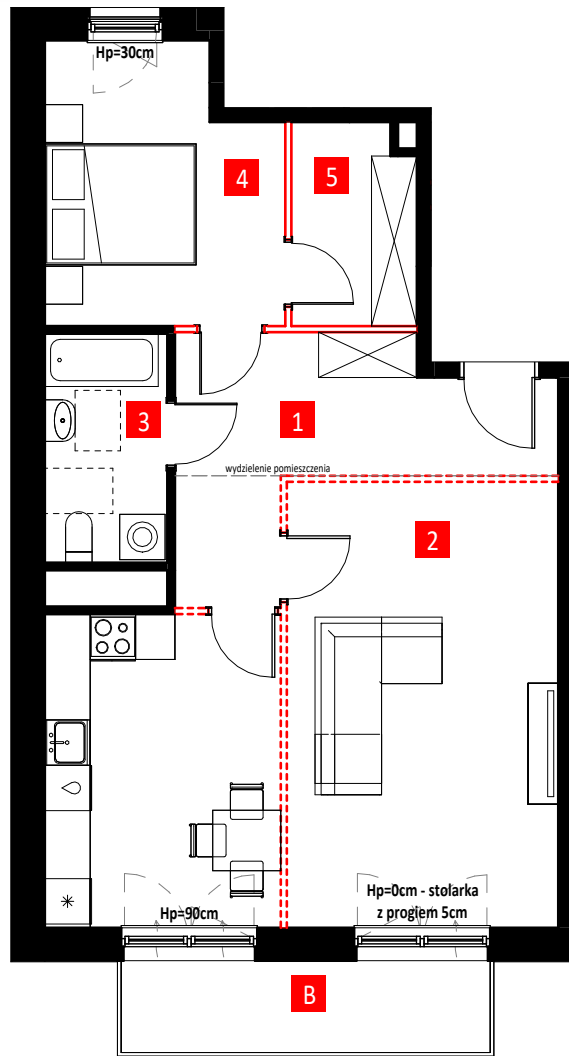 Hp=30cm
4
5
3
1
wydzielenie pomieszczenia
2
Hp=0cm - stolarka
z progiem 5cm
Hp=90cm
B